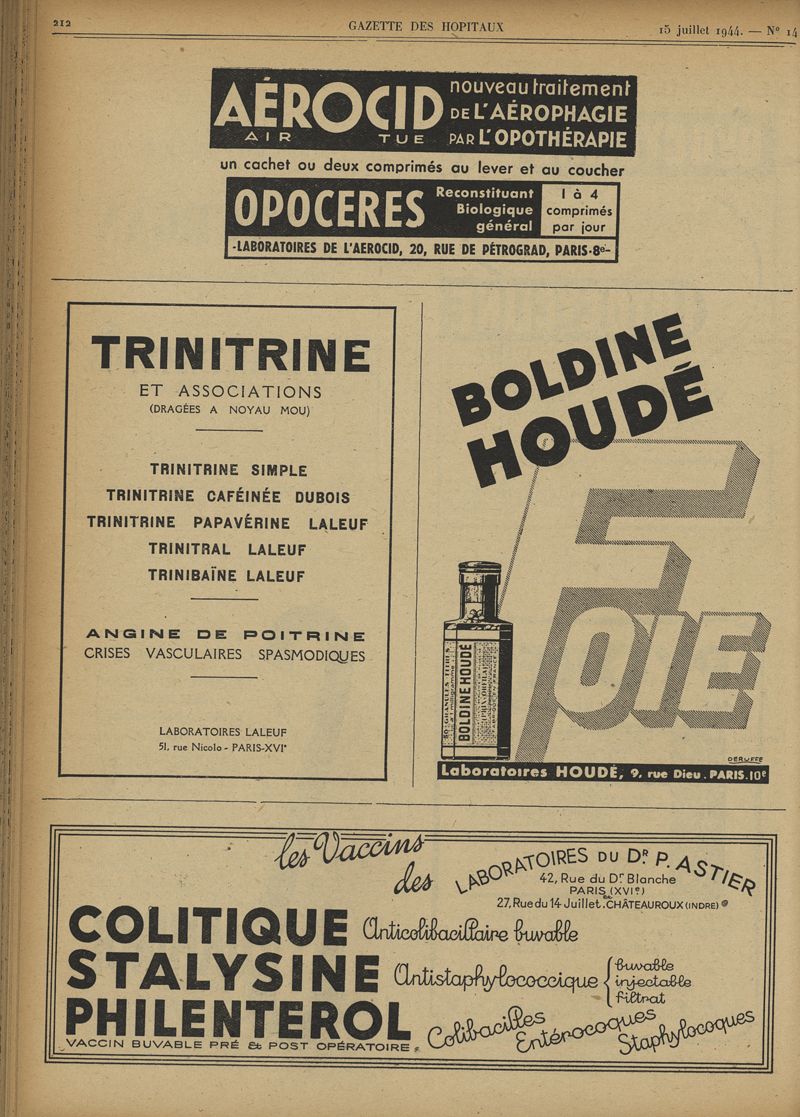 212
GAZETTE DES HOPITAUX
15 juillet 1944. — N° 14
AÉROCID
AIR TUE
nouveau traitement
DE L'AÉROPHAGIE
PAR L'OPOTHÉRAPIE
un cachet ou deux comprimés au lever et au coucher
OPOCERES
Reconstituant
Biologique
général
1 à 4
comprimés
par jour
-LABORATOIRES DE L'AEROCID, 20, RUE DE PÉTROGRAD, PARIS-8e-
TRINITRINE
ET ASSOCIATIONS
(DRAGÉES A NOYAU MOU)
TRINITRINE SIMPLE
TRINITRINE CAFÉINÉE DUBOIS
TRINITRINE PAPAVÉRINE LALEUF
TRINITRAL LALEUF
TRINIBAÏNE LALEUF
ANGINE DE POITRINE
CRISES VASCULAIRES SPASMODIQUES
LABORATOIRES LALEUF
51, rue Nicolo - PARIS-XVIe
BOLDINE
HOUDÉ
FOIE
BOLDINE HOUDÉ
DERUFFE
Laboratoires HOUDÉ, 9, rue Dieu. PARIS.10e
les Vaccins
des
LABORATOIRES DU Dr P. ASTIER
42, Rue du Dr Blanche
PARIS (XVIe)
et
27, Rue du 14 Juillet. CHÂTEAUROUX (INDRE)
COLITIQUE Anticolibacillaire buvable
STALYSINE Antistaphylococcique
buvable
injectable
filtrat
PHILENTEROL
Colibacilles
Entérocoques
Staphylocoques
VACCIN BUVABLE PRÉ et POST OPÉRATOIRE